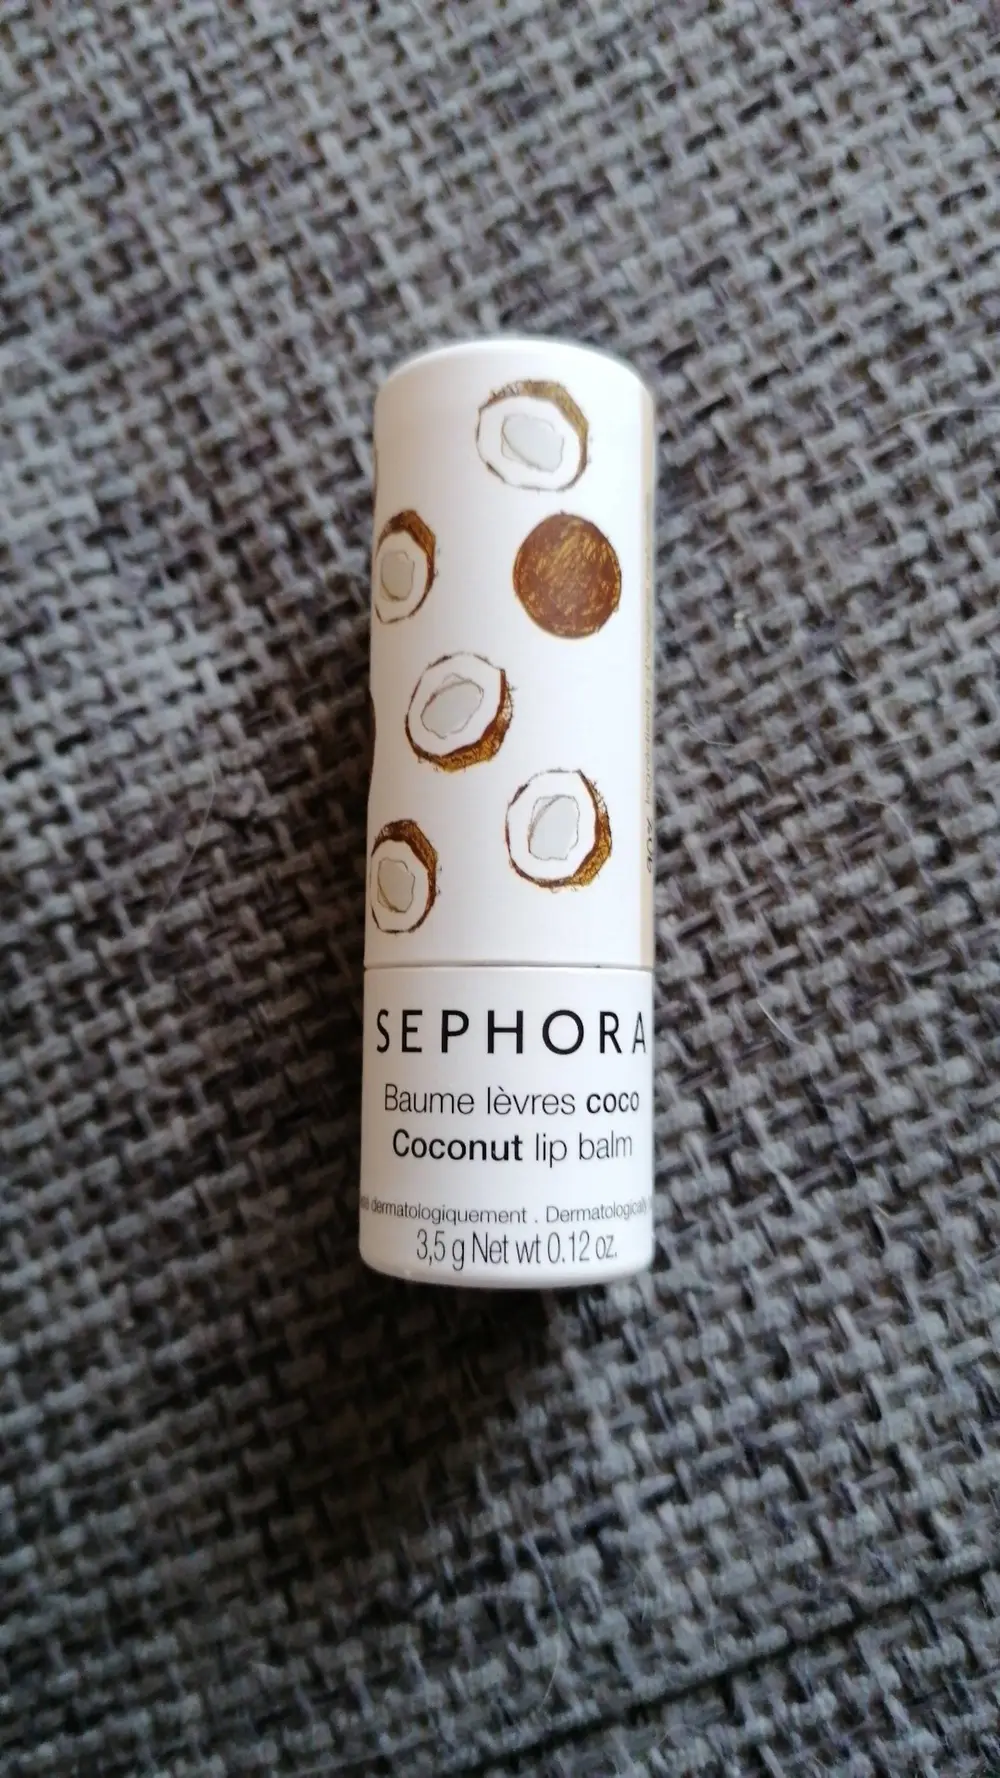 SEPHORA
Baume lèvres coco
Coconut lip balm
dermatologiquement . Dermatologically
3,5 g Net wt 0.12 oz.